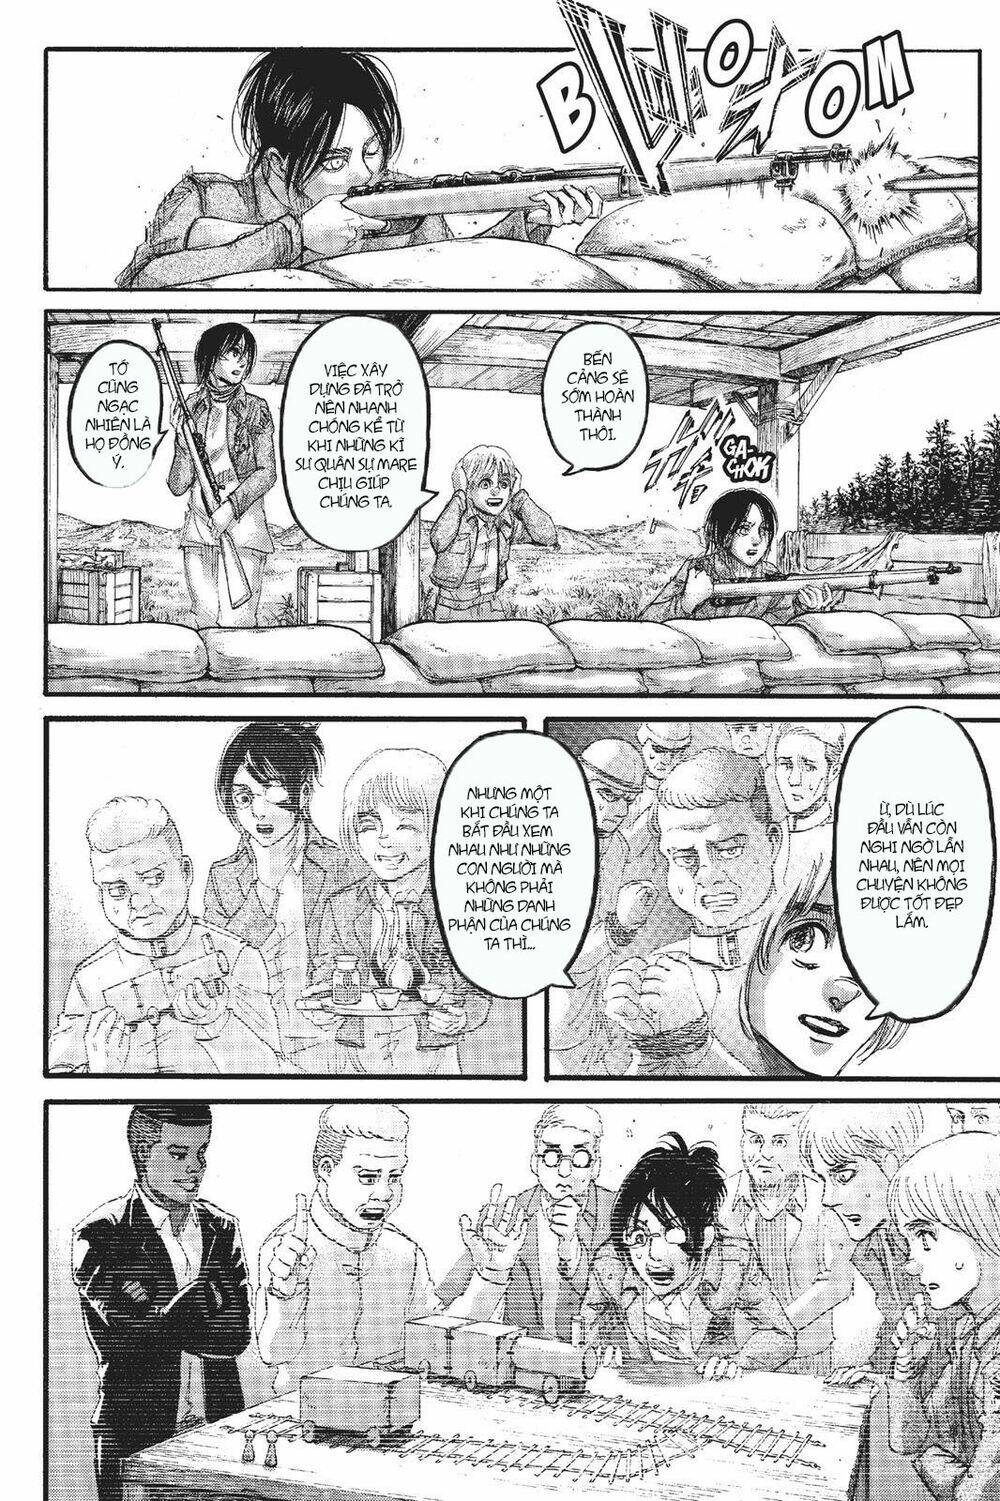 BOOOM
BẾN
CẢNG SẼ
SỚM HOÀN
THÀNH
THÔI.
GA-
CHOK
VIỆC XÂY
DỰNG ĐÃ TRỞ
NÊN NHANH
CHÓNG KỂ TỪ
KHI NHỮNG KĨ
SƯ QUÂN SỰ MARE
CHỊU GIÚP
CHÚNG TA.
TỚ
CŨNG
NGẠC
NHIÊN LÀ
HỌ ĐỒNG
Ý.
Ừ, DÙ LÚC
ĐẦU VẪN CÒN
NGHI NGỜ LẪN
NHAU, NÊN MỌI
CHUYỆN KHÔNG
ĐƯỢC TỐT ĐẸP
LẮM.
NHƯNG MỘT
KHI CHÚNG TA
BẮT ĐẦU XEM
NHAU NHƯ NHỮNG
CON NGƯỜI MÀ
KHÔNG PHẢI
NHỮNG DANH
PHẬN CỦA CHÚNG
TA THÌ...